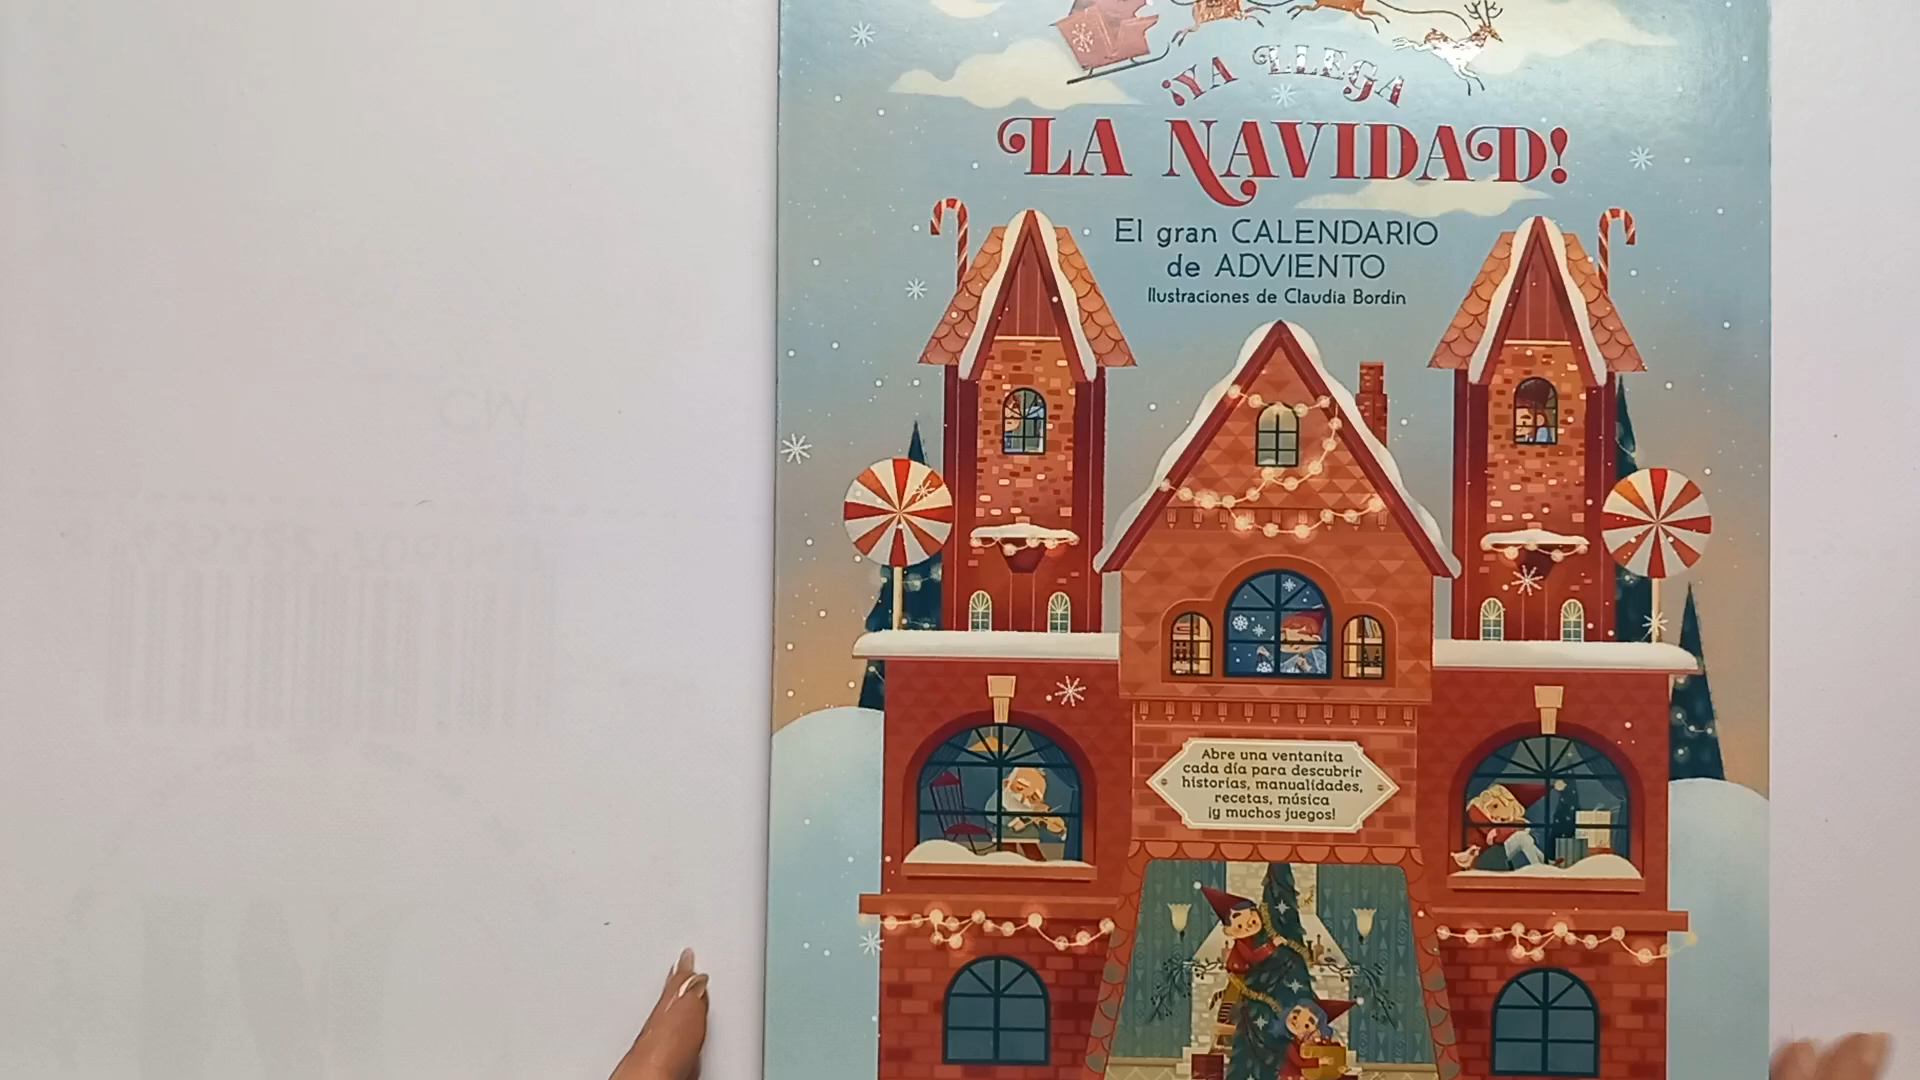 ¡YA LLEGA
LA NAVIDAD!
El gran CALENDARIO
de ADVIENTO
Ilustraciones de Claudia Bordin
Abre una ventanita
cada día para descubrir
historias, manualidades,
recetas, música
¡y muchos juegos!